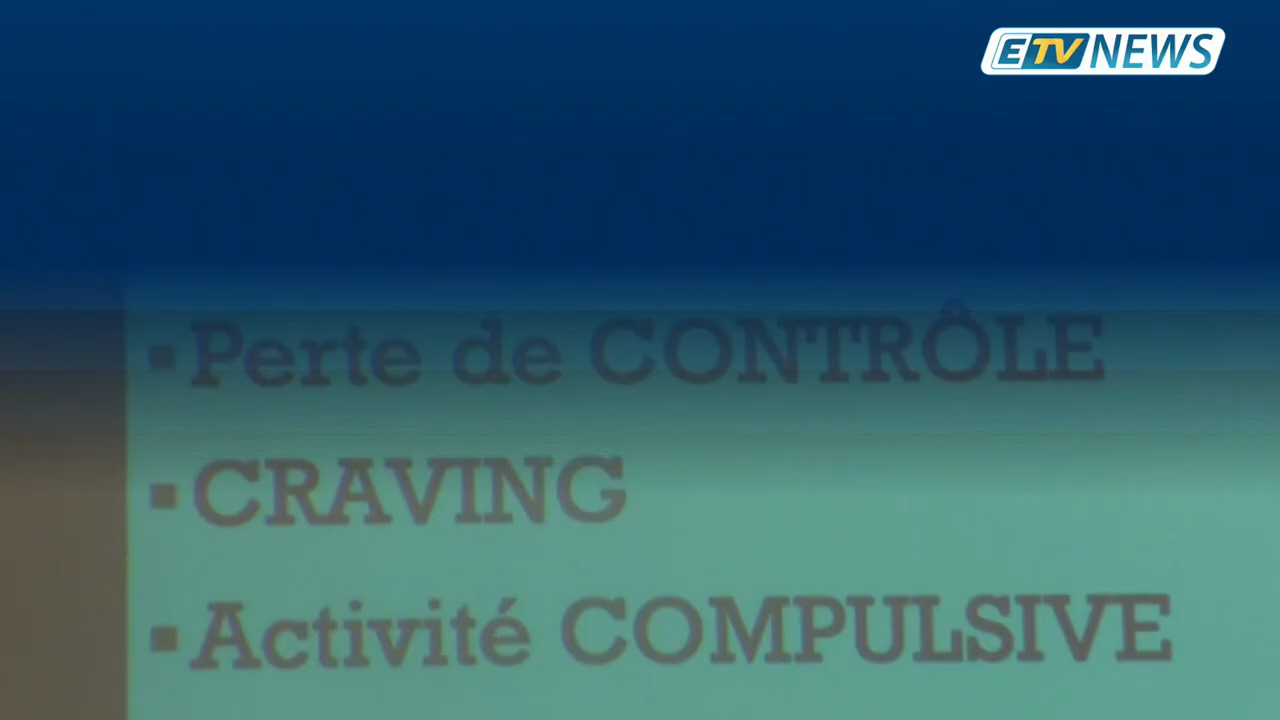 ETV NEWS
▪ Perte de CONTRÔLE
▪ CRAVING
▪ Activité COMPULSIVE